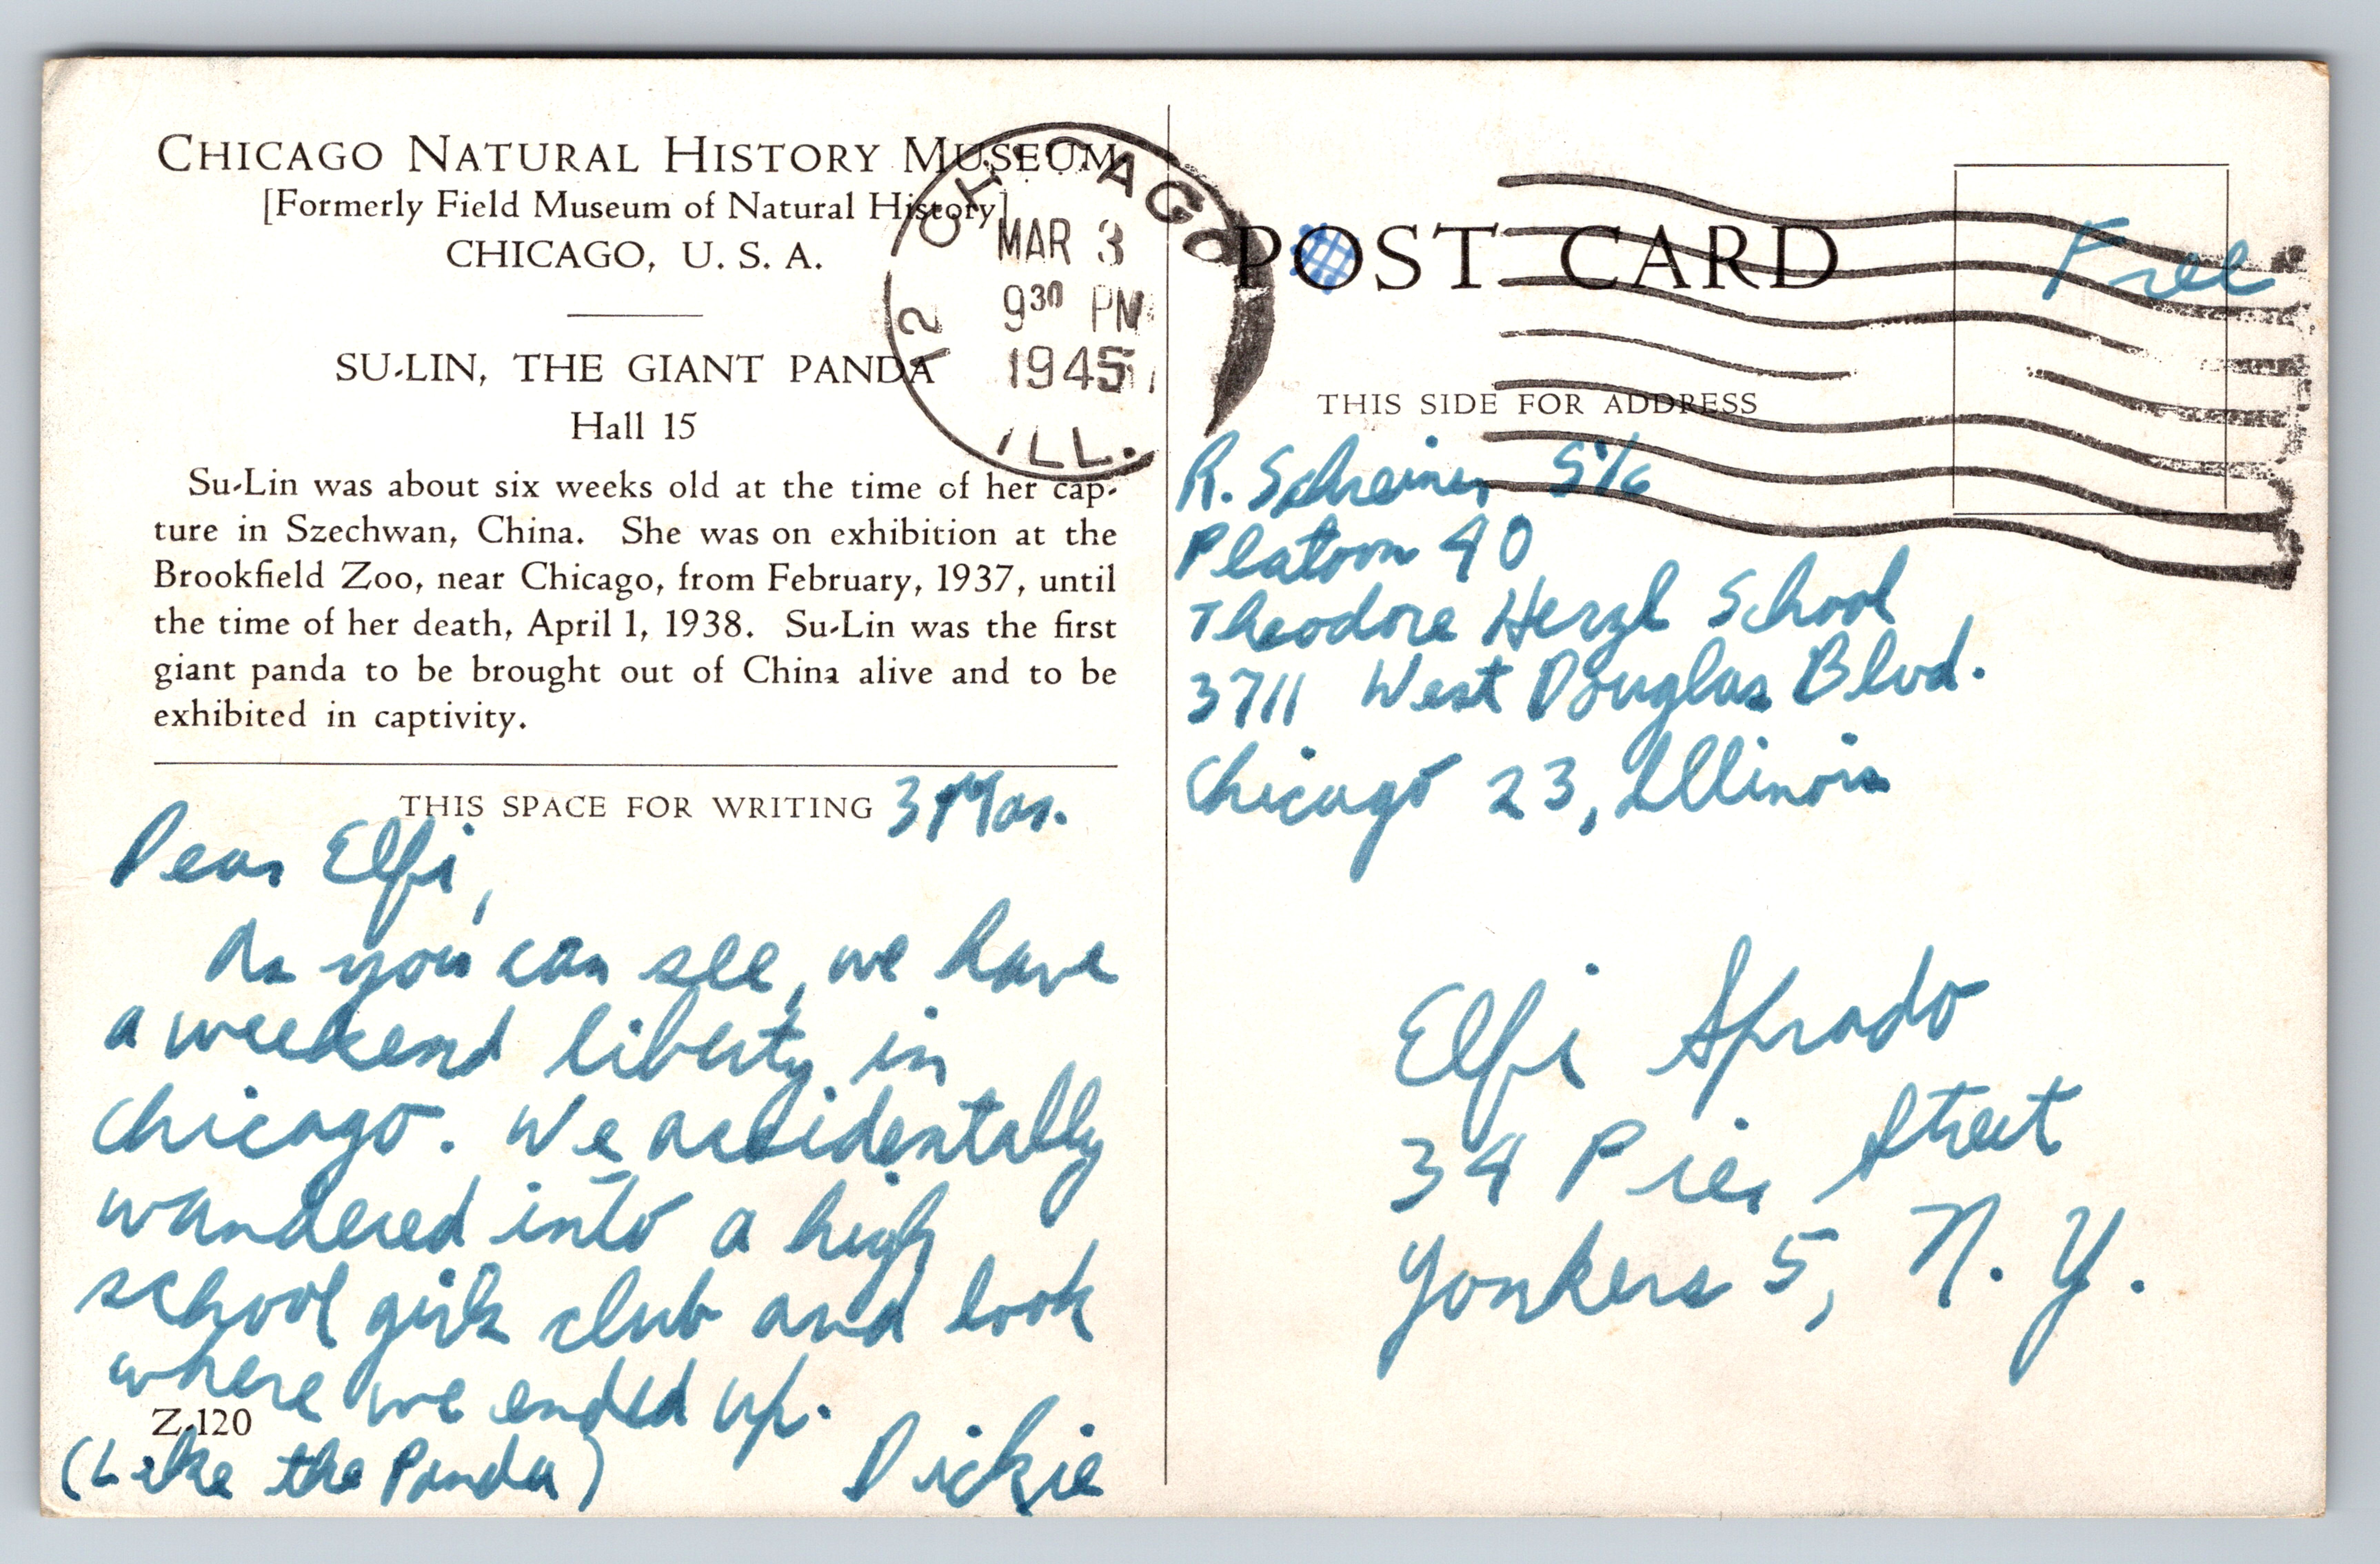 CHICAGO NATURAL HISTORY MUSEUM
[Formerly Field Museum of Natural History]
CHICAGO, U. S. A.
SU-LIN, THE GIANT PANDA
Hall 15
Su-Lin was about six weeks old at the time of her cap-
ture in Szechwan, China. She was on exhibition at the
Brookfield Zoo, near Chicago, from February, 1937, until
the time of her death, April 1, 1938. Su-Lin was the first
giant panda to be brought out of China alive and to be
exhibited in captivity.
THIS SPACE FOR WRITING
3 Mar.
Dear Elfi,
As you can see, we have
a weekend liberty in
Chicago. We accidentally
wandered into a high
school girls club and look
where we ended up.
Z-120
(Like the Panda)
Dickie
CHICAGO
12
MAR 3
9 30 PM
1945
ILL.
POST CARD
Free
THIS SIDE FOR ADDRESS
R. Schreiner S1/c
Platoon 40
Theodore Herzl School
3711 West Douglas Blvd.
Chicago 23, Illinois
Elfi Sprado
34 Pier Street
Yonkers 5, N. Y.